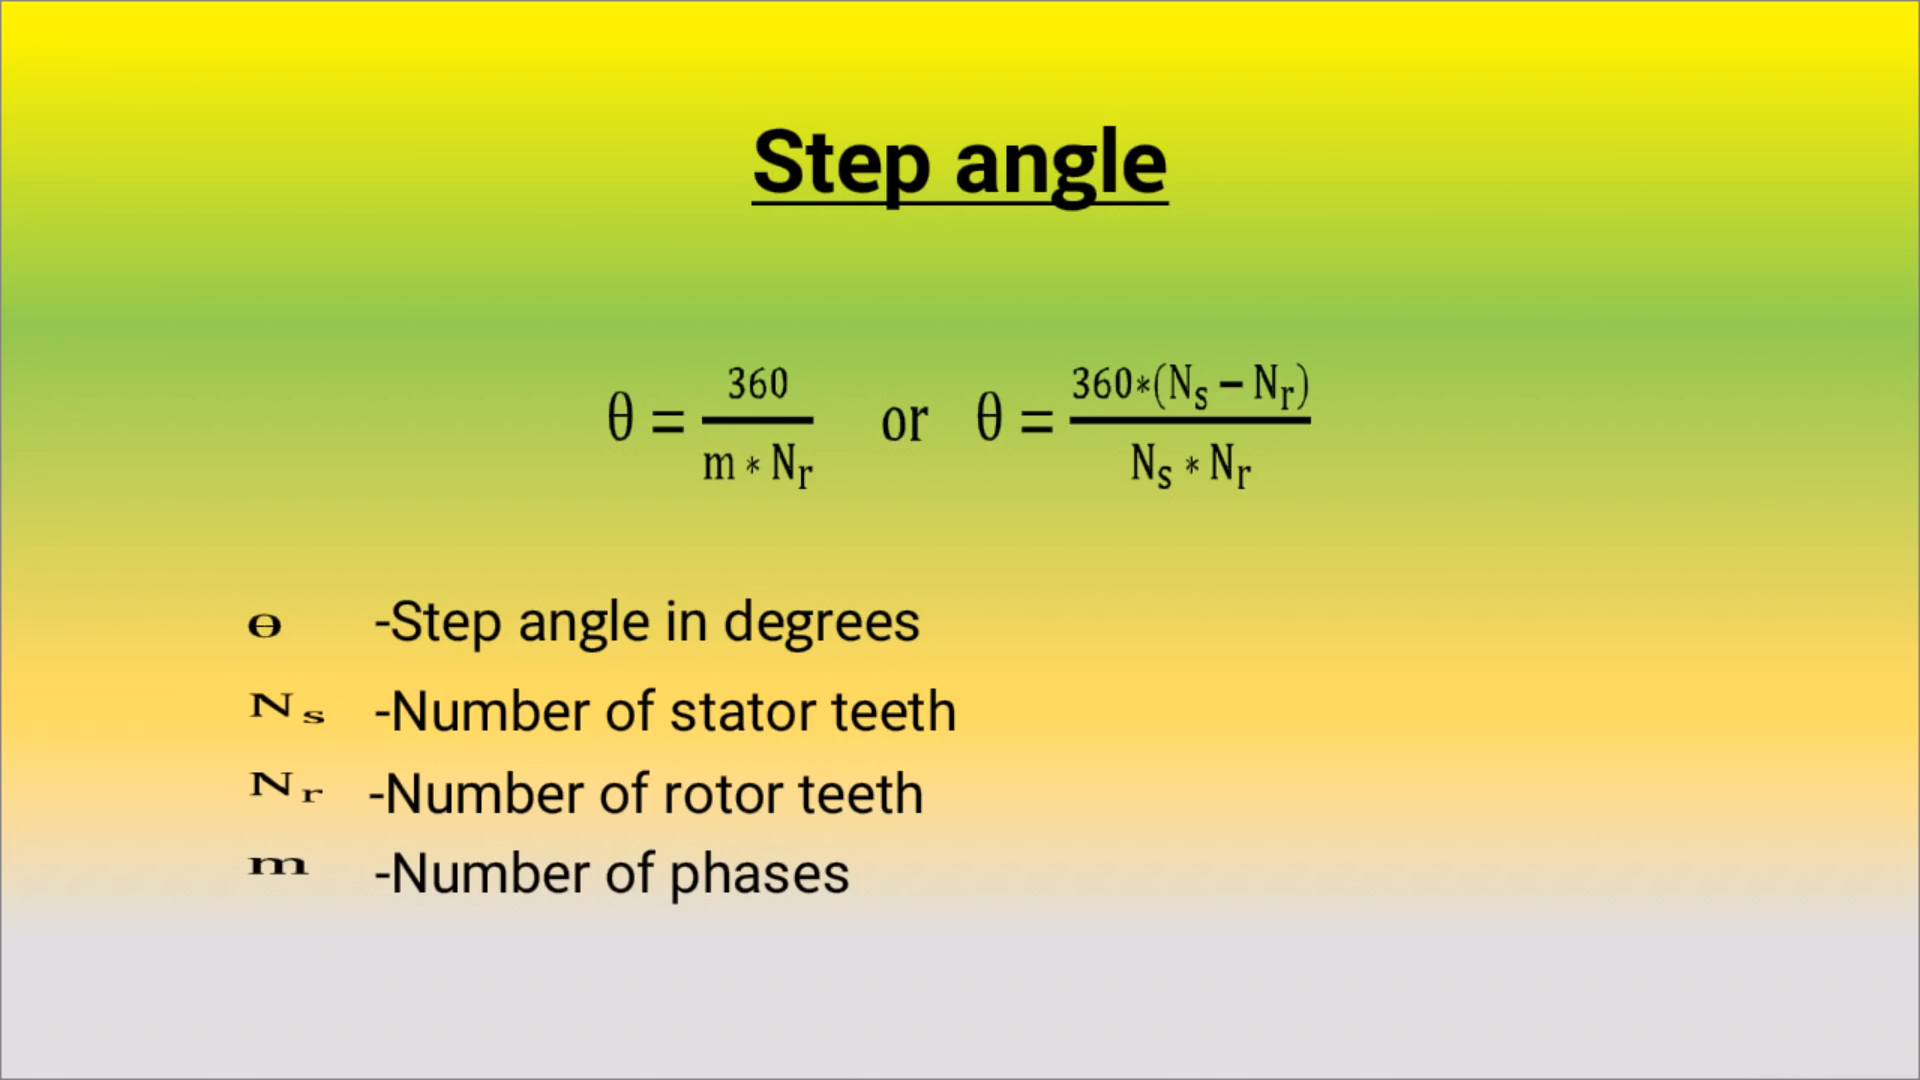 Step angle
θ = 360 / m * Nr or θ = 360*(Ns − Nr) / Ns * Nr
θ -Step angle in degrees
Ns -Number of stator teeth
Nr -Number of rotor teeth
m -Number of phases